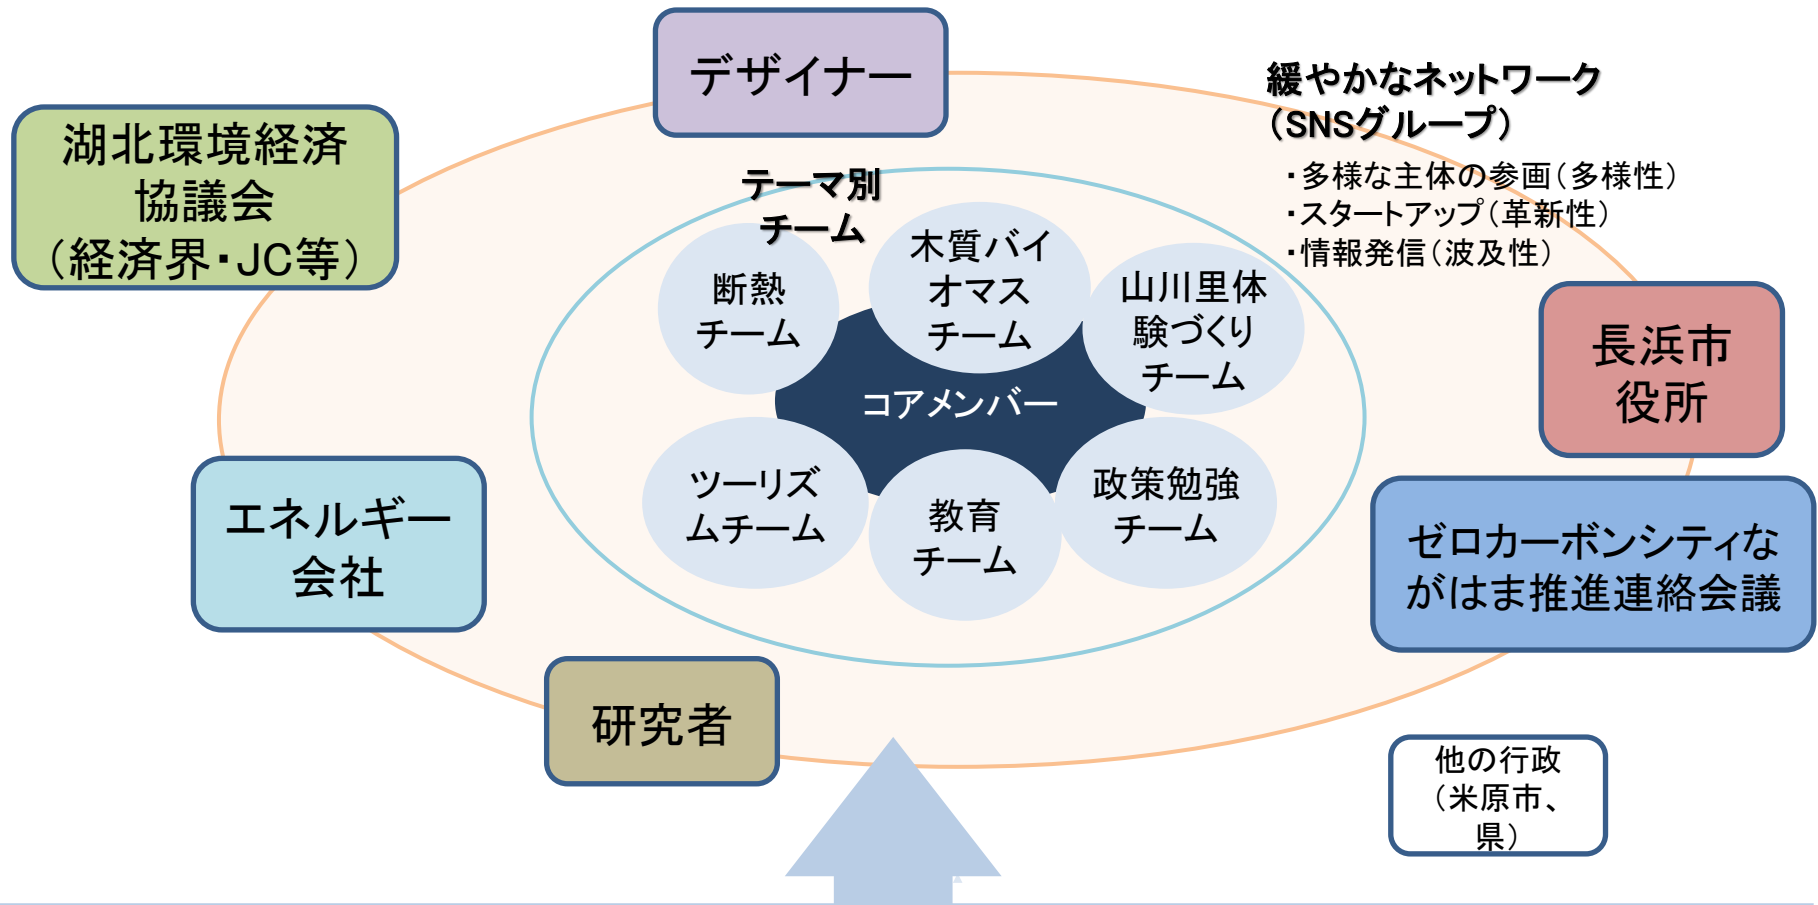 デザイナー
緩やかなネットワーク
（SNSグループ）
・多様な主体の参画（多様性）
・スタートアップ（革新性）
・情報発信（波及性）
湖北環境経済
協議会
（経済界・JC等）
テーマ別
チーム
断熱
チーム
木質バイ
オマス
チーム
山川里体
験づくり
チーム
コアメンバー
ツーリズ
ムチーム
教育
チーム
政策勉強
チーム
長浜市
役所
エネルギー
会社
ゼロカーボンシティな
がはま推進連絡会議
研究者
他の行政
（米原市、
県）